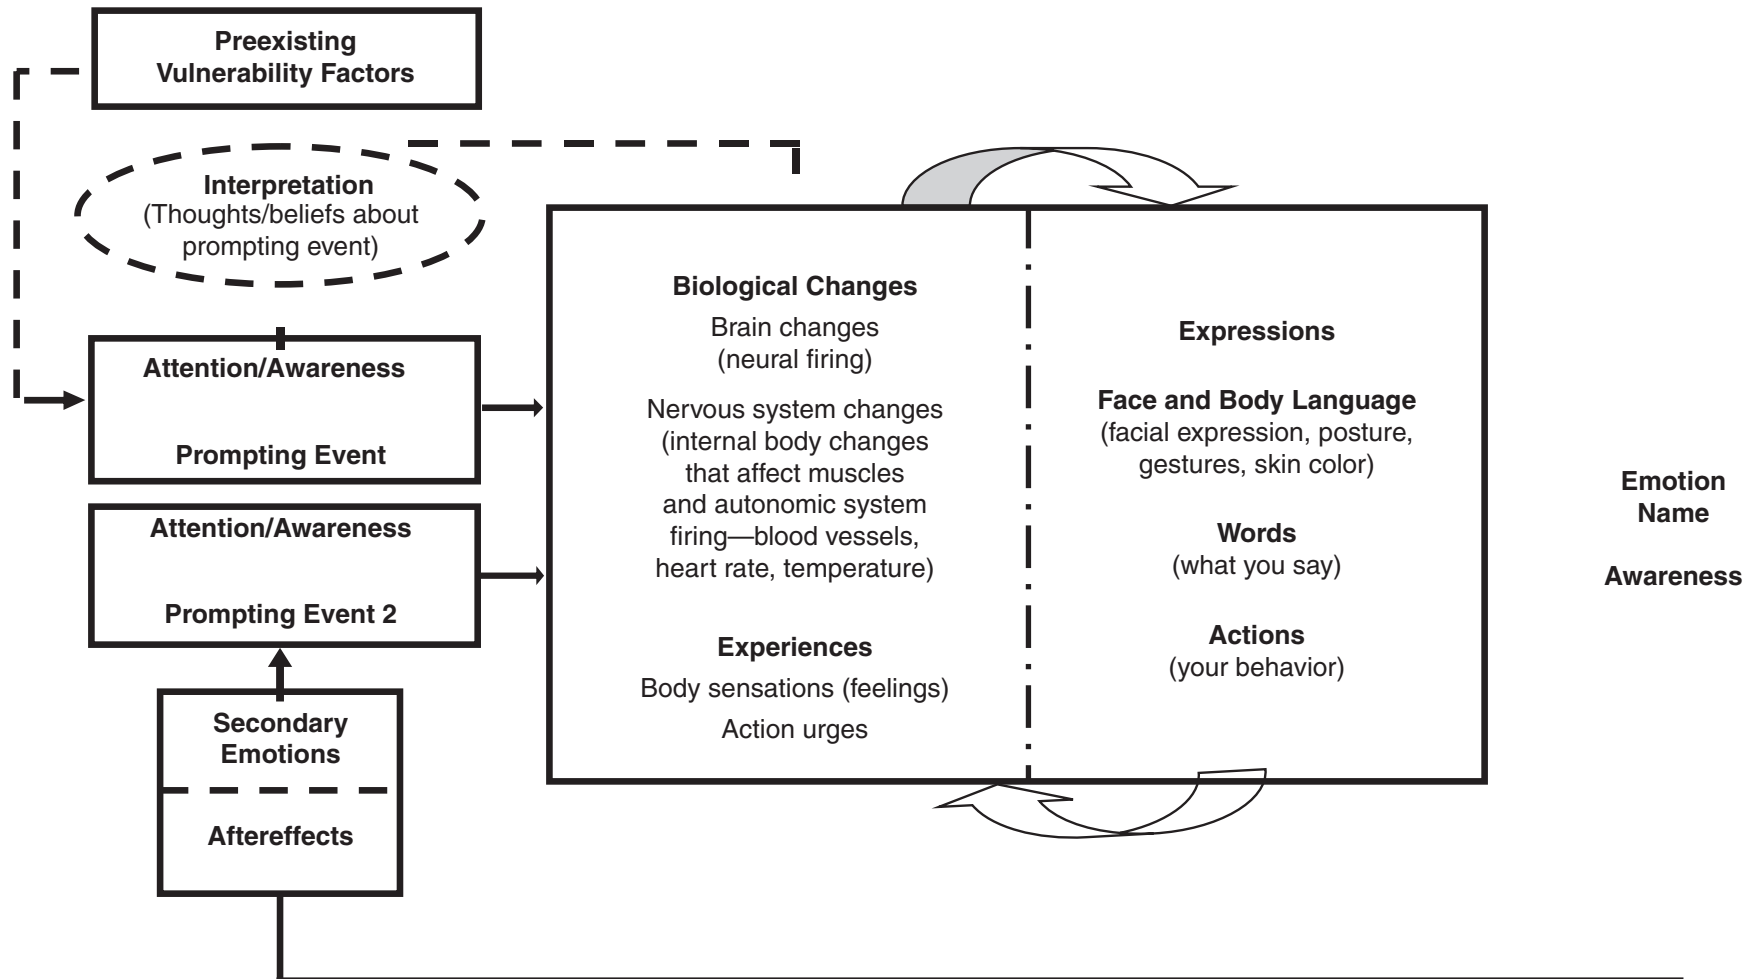 Preexisting
Vulnerability Factors
Interpretation
(Thoughts/beliefs about
prompting event)
Attention/Awareness
Prompting Event
Attention/Awareness
Prompting Event 2
Secondary
Emotions
Aftereffects
Biological Changes
Brain changes
(neural firing)
Nervous system changes
(internal body changes
that affect muscles
and autonomic system
firing—blood vessels,
heart rate, temperature)
Experiences
Body sensations (feelings)
Action urges
Expressions
Face and Body Language
(facial expression, posture,
gestures, skin color)
Words
(what you say)
Actions
(your behavior)
Emotion
Name
Awareness